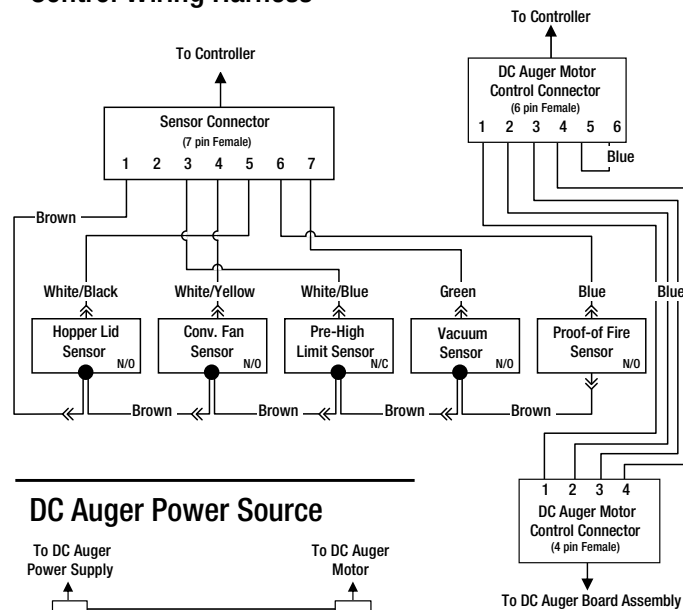 Control Wiring Harness
To Controller
Sensor Connector
(7 pin Female)
1 2 3 4 5 6 7
Brown
White/Black
White/Yellow
White/Blue
Green
Blue
Hopper Lid
Sensor
N/O
Conv. Fan
Sensor
N/O
Pre-High
Limit Sensor
N/C
Vacuum
Sensor
N/O
Proof-of Fire
Sensor
N/O
Brown
Brown
Brown
Brown
To Controller
DC Auger Motor
Control Connector
(6 pin Female)
1 2 3 4 5 6
Blue
Blue
1 2 3 4
DC Auger Motor
Control Connector
(4 pin Female)
To DC Auger Board Assembly
DC Auger Power Source
To DC Auger
Power Supply
To DC Auger
Motor